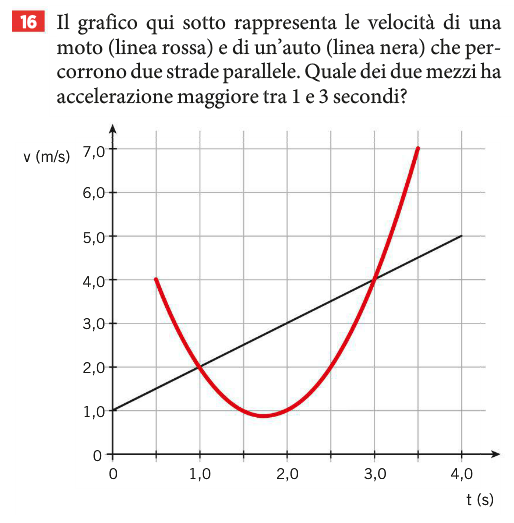 16 Il grafico qui sotto rappresenta le velocità di una
moto (linea rossa) e di un'auto (linea nera) che per-
corrono due strade parallele. Quale dei due mezzi ha
accelerazione maggiore tra 1 e 3 secondi?
v (m/s)
7,0
6,0
5,0
4,0
3,0
2,0
1,0
0
0 1,0 2,0 3,0 4,0
t (s)